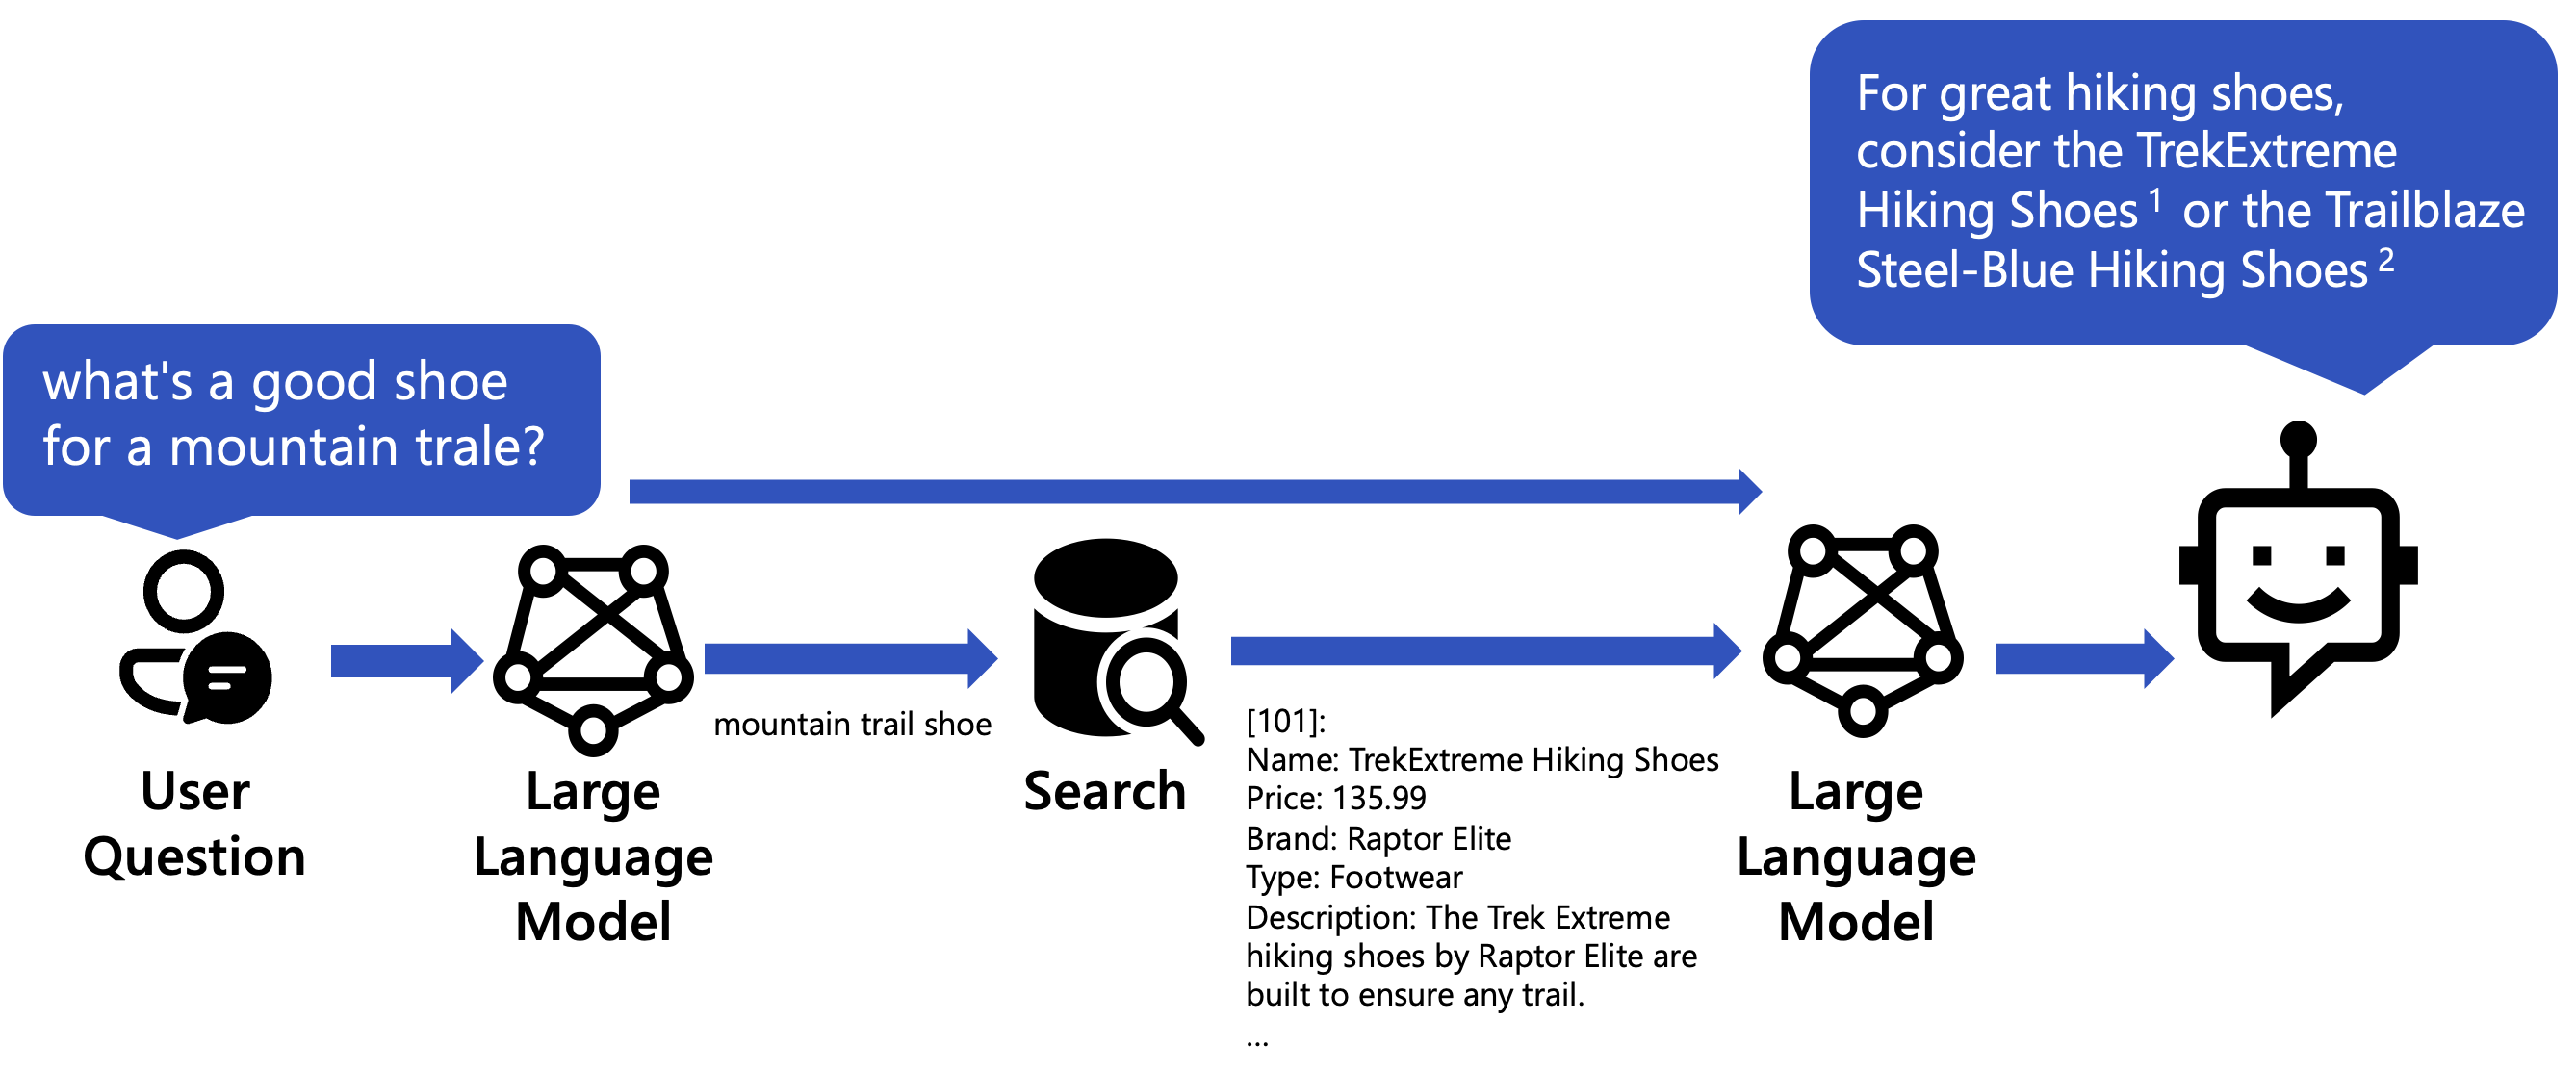 what's a good shoe
for a mountain trale?
User
Question
Large
Language
Model
mountain trail shoe
Search
[101]:
Name: TrekExtreme Hiking Shoes
Price: 135.99
Brand: Raptor Elite
Type: Footwear
Description: The Trek Extreme
hiking shoes by Raptor Elite are
built to ensure any trail.
...
Large
Language
Model
For great hiking shoes,
consider the TrekExtreme
Hiking Shoes 1 or the Trailblaze
Steel-Blue Hiking Shoes 2